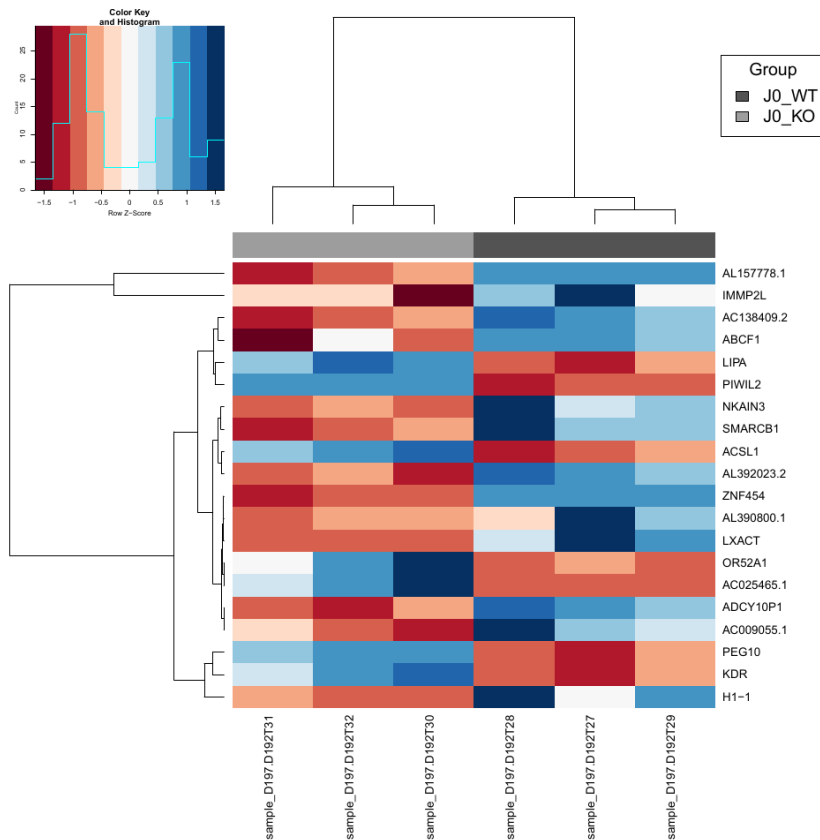 Color Key
and Histogram
Count
0
5
10
15
20
25
−1.5 −1 −0.5 0 0.5 1 1.5
Row Z−Score
Group
J0_WT
J0_KO
AL157778.1
IMMP2L
AC138409.2
ABCF1
LIPA
PIWIL2
NKAIN3
SMARCB1
ACSL1
AL392023.2
ZNF454
AL390800.1
LXACT
OR52A1
AC025465.1
ADCY10P1
AC009055.1
PEG10
KDR
H1−1
sample_D197.D192T31
sample_D197.D192T32
sample_D197.D192T30
sample_D197.D192T28
sample_D197.D192T27
sample_D197.D192T29